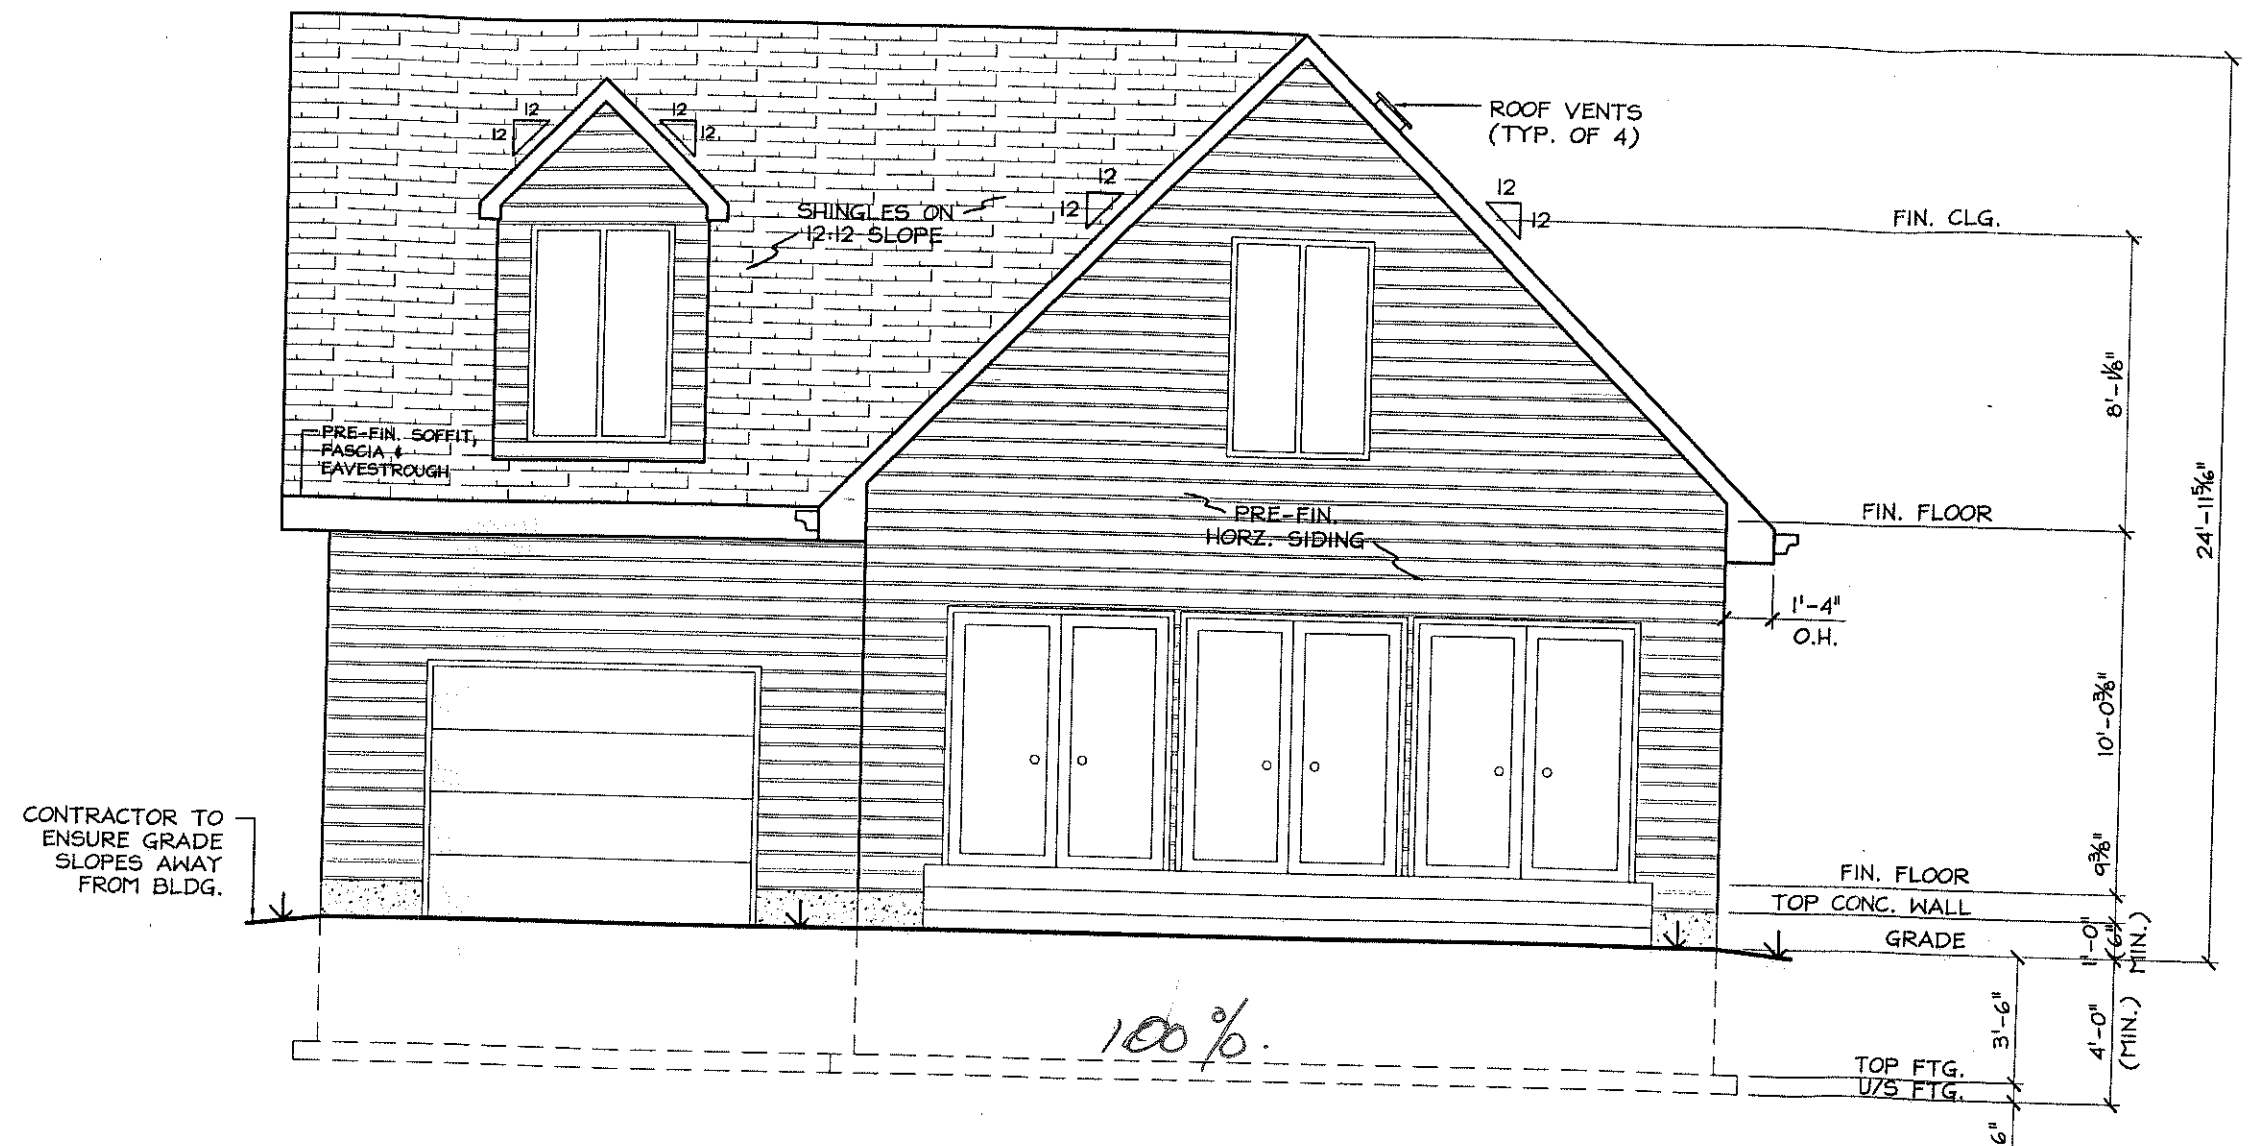 12
12
12
12
ROOF VENTS
(TYP. OF 4)
12
12
12
12
SHINGLES ON
12:12 SLOPE
FIN. CLG.
8'-1⅛"
24'-1⁵⁄₁₆"
PRE-FIN. SOFFIT,
FASCIA &
EAVESTROUGH
PRE-FIN.
HORZ. SIDING
FIN. FLOOR
1'-4"
O.H.
10'-0⅜"
CONTRACTOR TO
ENSURE GRADE
SLOPES AWAY
FROM BLDG.
9⅜"
FIN. FLOOR
TOP CONC. WALL
GRADE
1'-0"
(6"
MIN.)
3'-6"
4'-0"
(MIN.)
100%.
TOP FTG.
U/S FTG.
6"